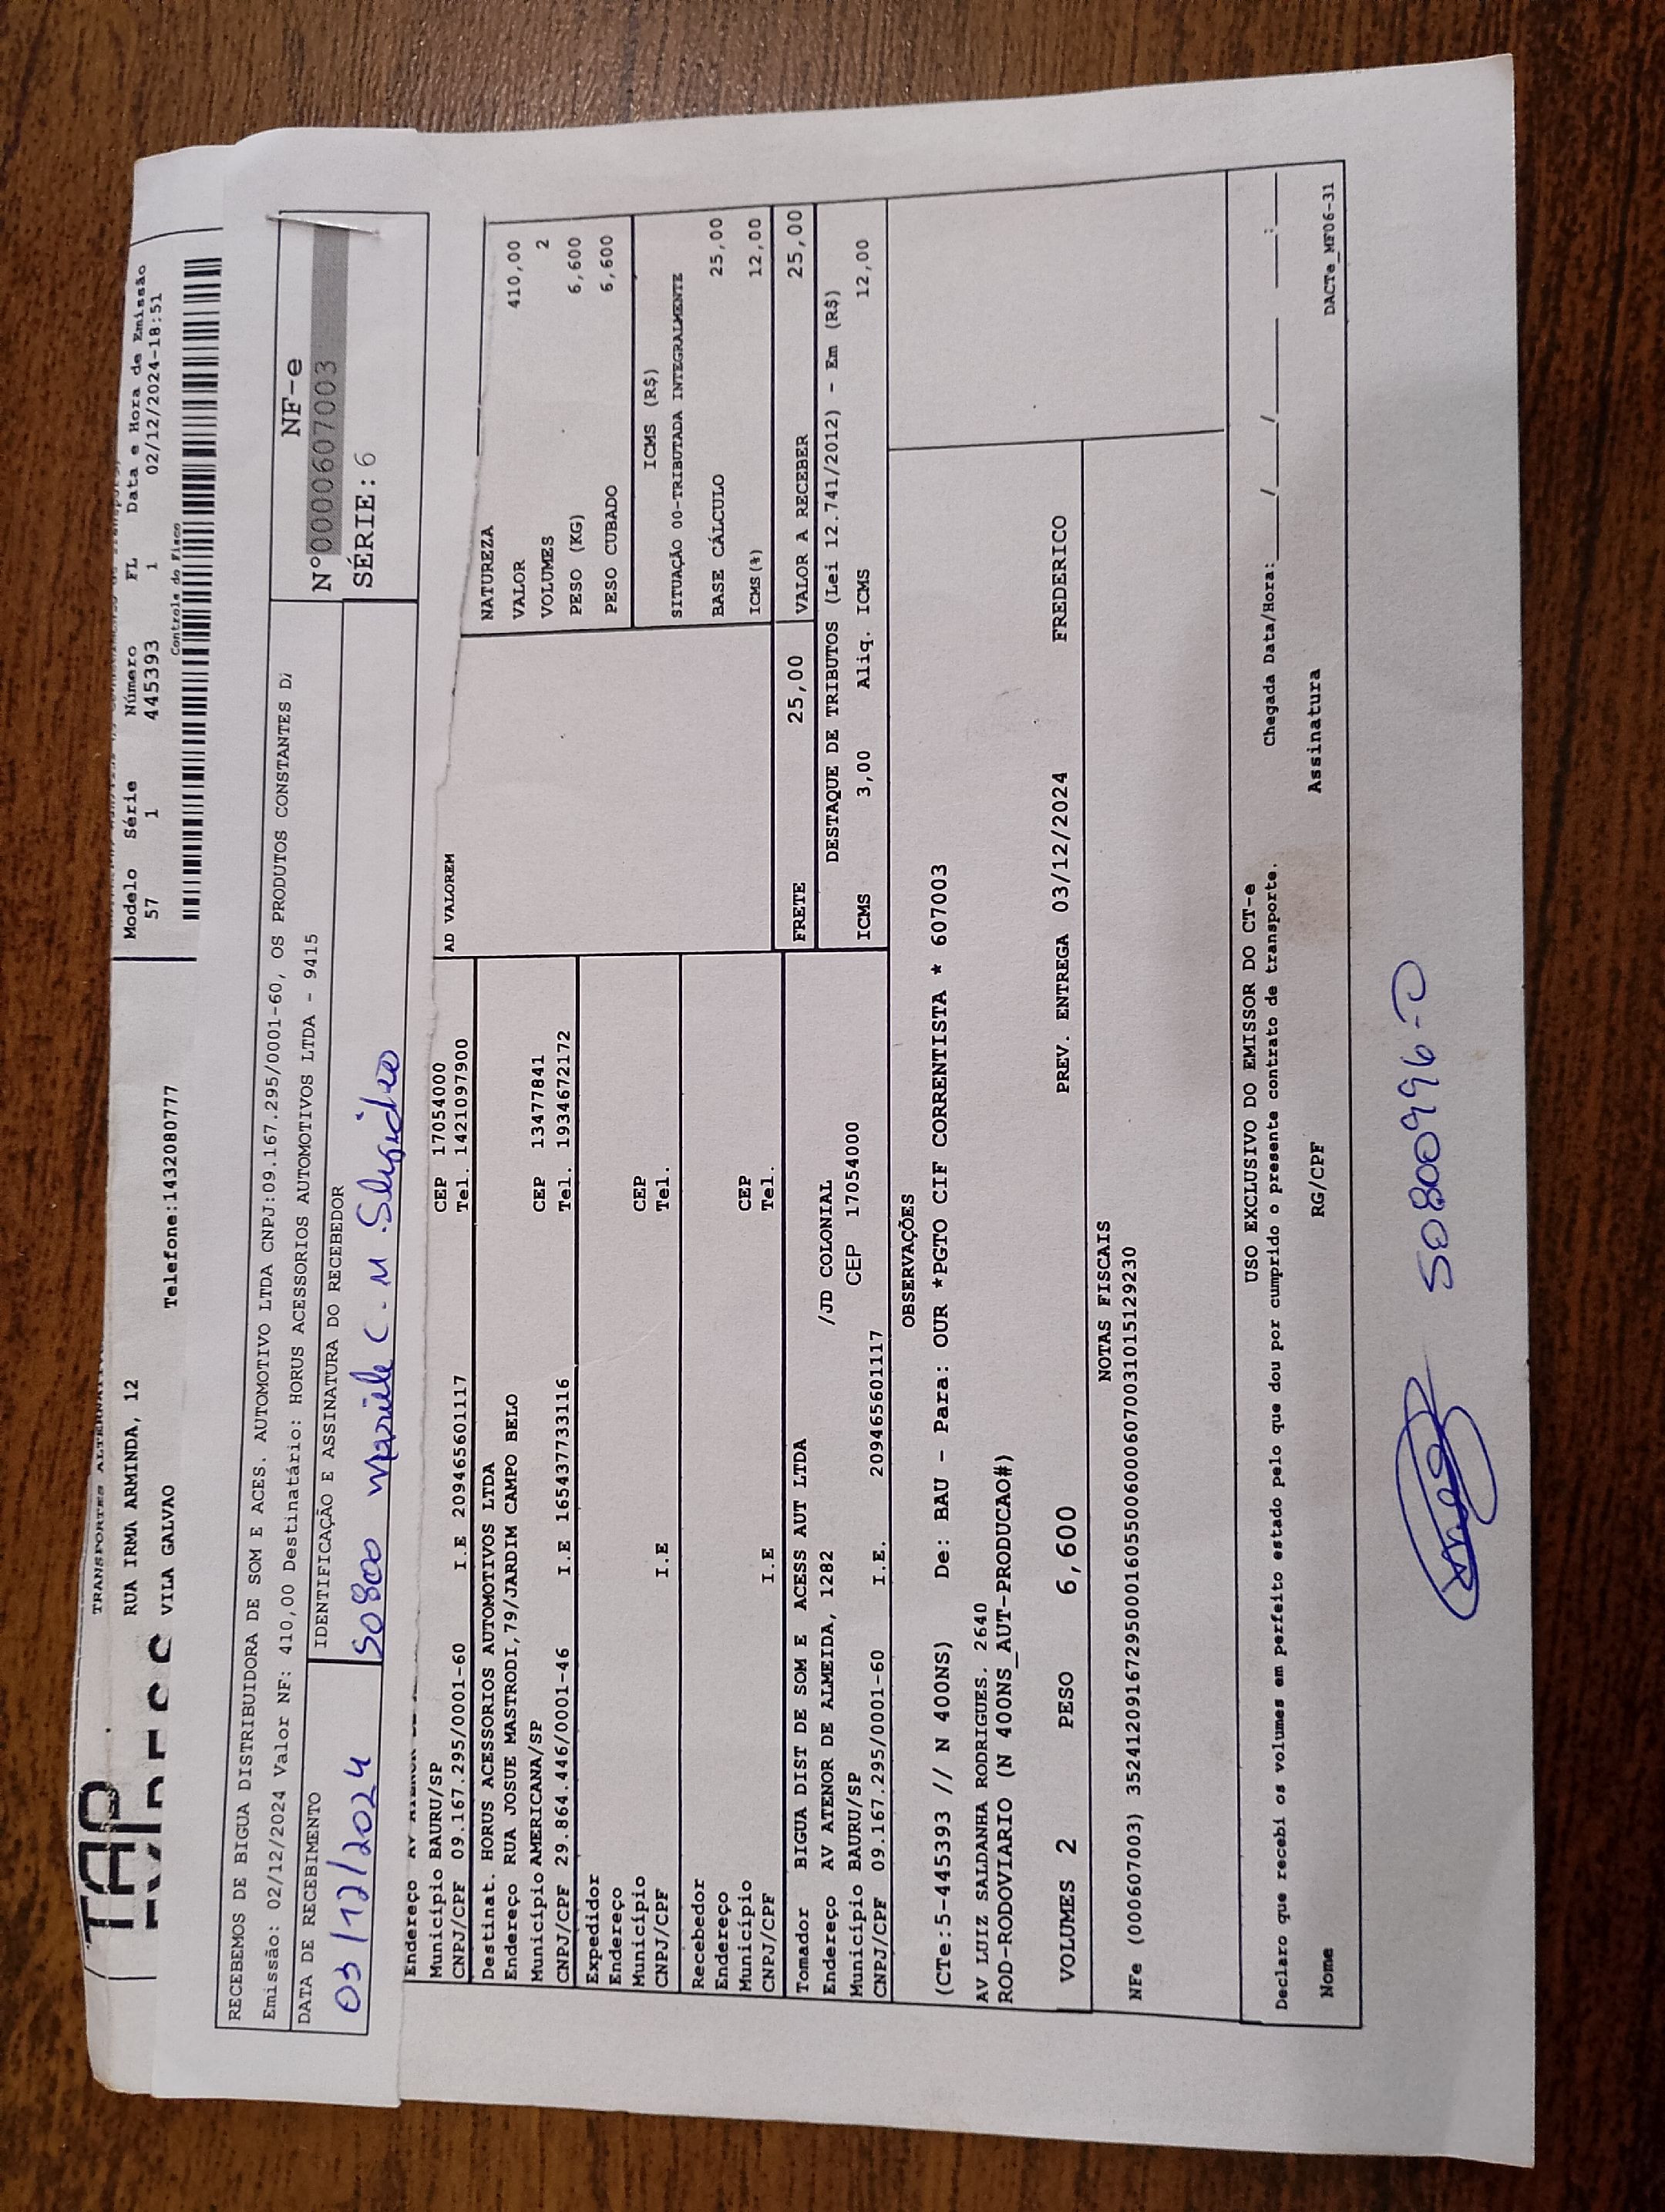 TRANSPORTES
TAP
RUA IRMA ARMINDA, 12
VILA GALVAO Telefone:1432080777
Modelo Série Número FL Data e Hora de Emissão
57 1 445393 1 02/12/2024-18:51
Controle do Fisco
RECEBEMOS DE BIGUA DISTRIBUIDORA DE SOM E ACES. AUTOMOTIVO LTDA CNPJ:09.167.295/0001-60, OS PRODUTOS CONSTANTES
Emissão: 02/12/2024 Valor NF: 410,00 Destinatário: HORUS ACESSORIOS AUTOMOTIVOS LTDA - 9415
DATA DE RECEBIMENTO IDENTIFICAÇÃO E ASSINATURA DO RECEBEDOR
03/12/2024 50800
NF-e
N°0000607003
SÉRIE:6
Endereço
Município BAURU/SP CEP 17054000
CNPJ/CPF 09.167.295/0001-60 I.E 209465601117 Tel. 1421097900
Destinat. HORUS ACESSORIOS AUTOMOTIVOS LTDA
Endereço RUA JOSUE MASTRODI,79/JARDIM CAMPO BELO
Município AMERICANA/SP CEP 13477841
CNPJ/CPF 29.864.446/0001-46 I.E 165437733116 Tel. 1934672172
Expedidor
Endereço
Município CEP
CNPJ/CPF I.E Tel.
Recebedor
Endereço
Município CEP
CNPJ/CPF I.E Tel.
Tomador BIGUA DIST DE SOM E ACESS AUT LTDA
Endereço AV ATENOR DE ALMEIDA, 1282 /JD COLONIAL
Município BAURU/SP CEP 17054000
CNPJ/CPF 09.167.295/0001-60 I.E. 209465601117
AD VALOREM
NATUREZA
VALOR 410,00
VOLUMES 2
PESO (KG) 6,600
PESO CUBADO 6,600
ICMS (R$)
SITUAÇÃO 00-TRIBUTADA INTEGRALMENTE
BASE CÁLCULO 25,00
ICMS(%) 12,00
FRETE 25,00 VALOR A RECEBER 25,00
DESTAQUE DE TRIBUTOS (Lei 12.741/2012) - Em (R$)
ICMS 3,00 Aliq. ICMS 12,00
OBSERVAÇÕES
(CTe:5-445393 // N 400NS) De: BAU - Para: OUR *PGTO CIF CORRENTISTA * 607003
AV LUIZ SALDANHA RODRIGUES. 2640
ROD-RODOVIARIO (N 400NS_AUT-PRODUCAO#)
VOLUMES 2 PESO 6,600 PREV. ENTREGA 03/12/2024 FREDERICO
NOTAS FISCAIS
NFe (000607003) 35241209167295000160550060006070031015129230
USO EXCLUSIVO DO EMISSOR DO CT-e
Declaro que recebi os volumes em perfeito estado pelo que dou por cumprido o presente contrato de transporte. Chegada Data/Hora: / / :
Nome RG/CPF Assinatura
DACTe_MF06-31
50800996-0